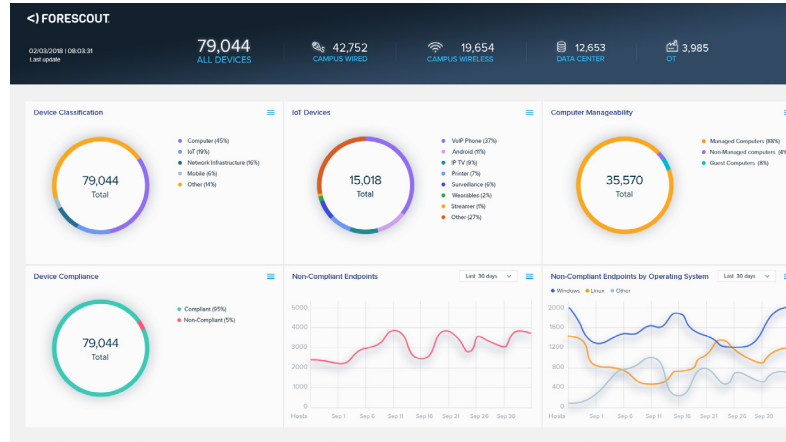 <) FORESCOUT.
02/03/2018 | 08:03:31
Last update
79,044
ALL DEVICES
42,752
CAMPUS WIRED
19,654
CAMPUS WIRELESS
12,653
DATA CENTER
3,985
OT
Device Classification
79,044
Total
Computer (45%)
IoT (19%)
Network Infrastructure (16%)
Mobile (6%)
Other (14%)
IoT Devices
15,018
Total
VoIP Phone (37%)
Android (11%)
IP TV (9%)
Printer (7%)
Surveillance (6%)
Wearables (2%)
Streamer (1%)
Other (27%)
Computer Manageability
35,570
Total
Managed Computers (88%)
Non-Managed computers (4%
Guest Computers (8%)
Device Compliance
79,044
Total
Compliant (95%)
Non-Compliant (5%)
Non-Compliant Endpoints
Last 30 days
5000
4000
3000
2000
1000
0
Hosts Sep 1 Sep 6 Sep 11 Sep 16 Sep 21 Sep 26 Sep 30
Non-Compliant Endpoints by Operating System
Last 30 days
Windows Linux Other
2000
1600
1200
800
400
0
Hosts Sep 1 Sep 6 Sep 11 Sep 16 Sep 21 Sep 26 Sep 30